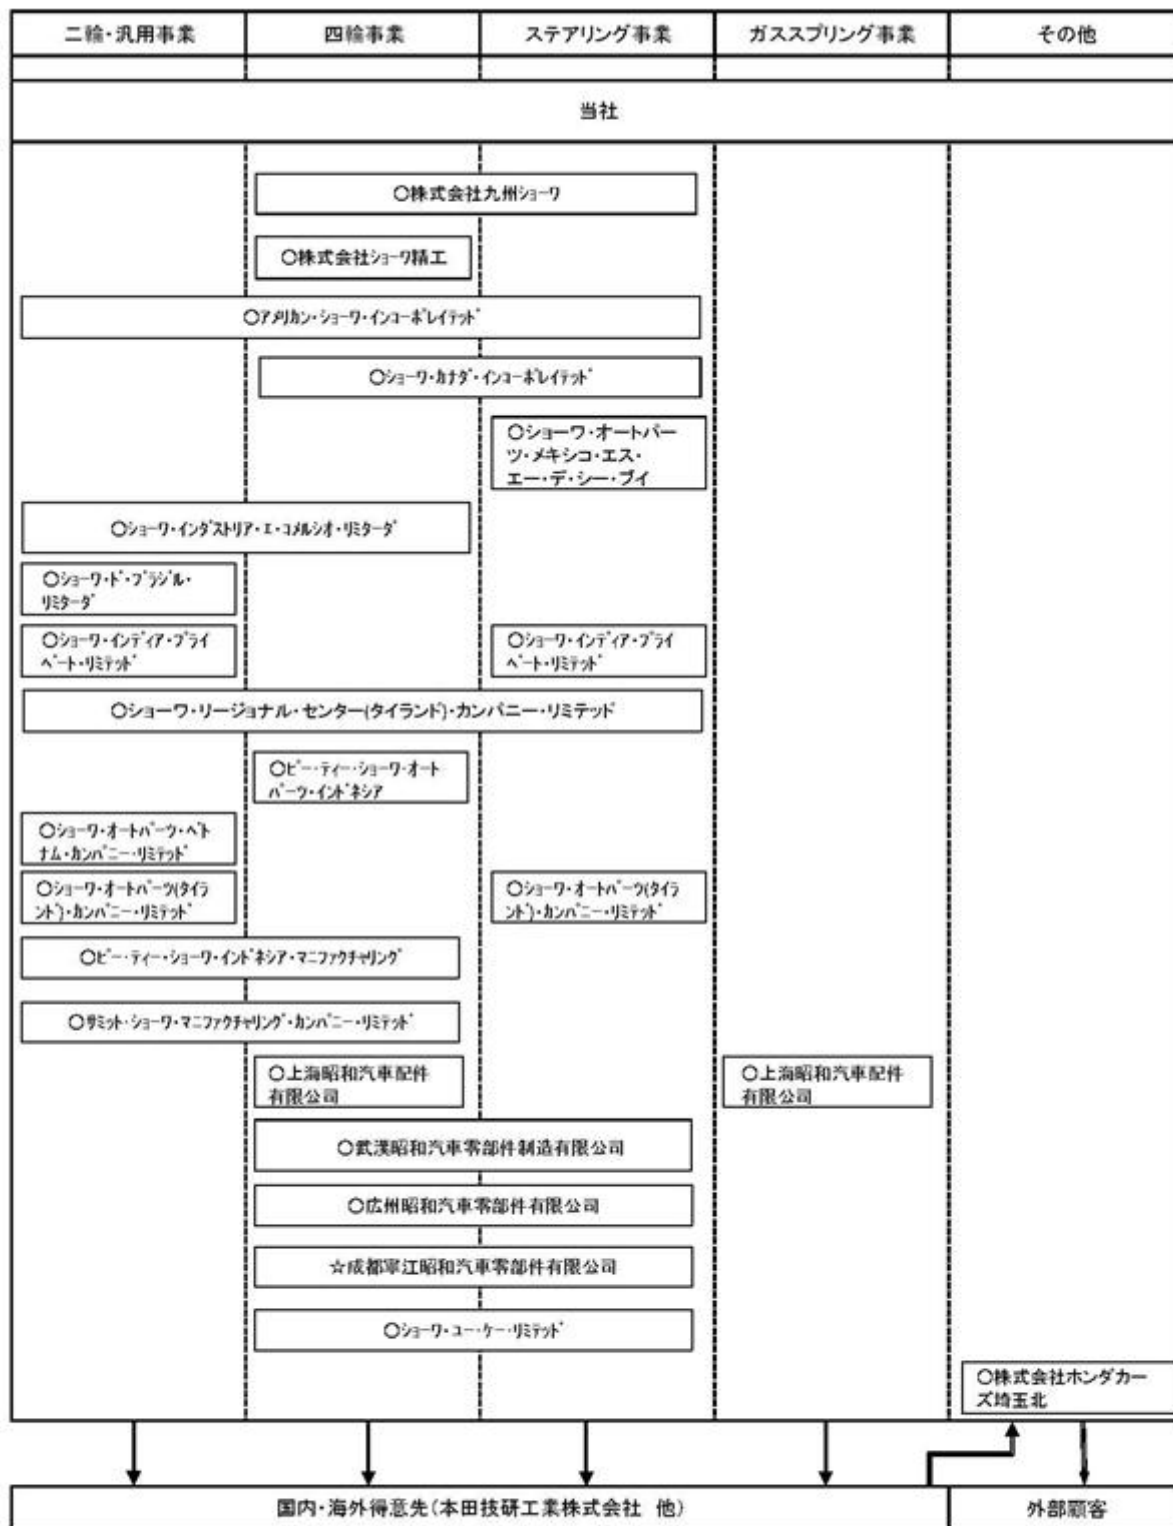 二輪・汎用事業
四輪事業
ステアリング事業
ガススプリング事業
その他
当社
○株式会社九州ｼｮｰﾜ
○株式会社ｼｮｰﾜ精工
○ｱﾒﾘｶﾝ・ｼｮｰﾜ・ｲﾝｺｰﾎﾟﾚｲﾃｯﾄﾞ
○ｼｮｰﾜ・ｶﾅﾀﾞ・ｲﾝｺｰﾎﾟﾚｲﾃｯﾄﾞ
○ショーワ・オートパー
ツ・メキシコ・エス・
エー・デ・シー・ブイ
○ｼｮｰﾜ・ｲﾝﾀﾞｽﾄﾘｱ・ｴ・ｺﾒﾙｼｵ・ﾘﾐﾀｰﾀﾞ
○ｼｮｰﾜ・ﾄﾞ・ﾌﾞﾗｼﾞﾙ・
ﾘﾐﾀｰﾀﾞ
○ｼｮｰﾜ・ｲﾝﾃﾞｨｱ・ﾌﾟﾗｲ
ﾍﾞｰﾄ・ﾘﾐﾃｯﾄﾞ
○ｼｮｰﾜ・ｲﾝﾃﾞｨｱ・ﾌﾟﾗｲ
ﾍﾞｰﾄ・ﾘﾐﾃｯﾄﾞ
○ショーワ・リージョナル・センター(タイランド)・カンパニー・リミテッド
○ﾋﾟｰ・ﾃｨｰ・ｼｮｰﾜ・ｵｰﾄ
ﾊﾟｰﾂ・ｲﾝﾄﾞﾈｼｱ
○ｼｮｰﾜ・ｵｰﾄﾊﾟｰﾂ・ﾍﾞﾄ
ﾅﾑ・ｶﾝﾊﾟﾆｰ・ﾘﾐﾃｯﾄﾞ
○ｼｮｰﾜ・ｵｰﾄﾊﾟｰﾂ(ﾀｲﾗ
ﾝﾄﾞ)・ｶﾝﾊﾟﾆｰ・ﾘﾐﾃｯﾄﾞ
○ｼｮｰﾜ・ｵｰﾄﾊﾟｰﾂ(ﾀｲﾗ
ﾝﾄﾞ)・ｶﾝﾊﾟﾆｰ・ﾘﾐﾃｯﾄﾞ
○ﾋﾟｰ・ﾃｨｰ・ｼｮｰﾜ・ｲﾝﾄﾞﾈｼｱ・ﾏﾆﾌｧｸﾁｬﾘﾝｸﾞ
○ｻﾐｯﾄ・ｼｮｰﾜ・ﾏﾆﾌｧｸﾁｬﾘﾝｸﾞ・ｶﾝﾊﾟﾆｰ・ﾘﾐﾃｯﾄﾞ
○上海昭和汽車配件
有限公司
○上海昭和汽車配件
有限公司
○武漢昭和汽車零部件制造有限公司
○広州昭和汽車零部件有限公司
☆成都寧江昭和汽車零部件有限公司
○ｼｮｰﾜ・ﾕｰ・ｹｰ・ﾘﾐﾃｯﾄﾞ
○株式会社ホンダカー
ズ埼玉北
国内・海外得意先(本田技研工業株式会社 他)
外部顧客